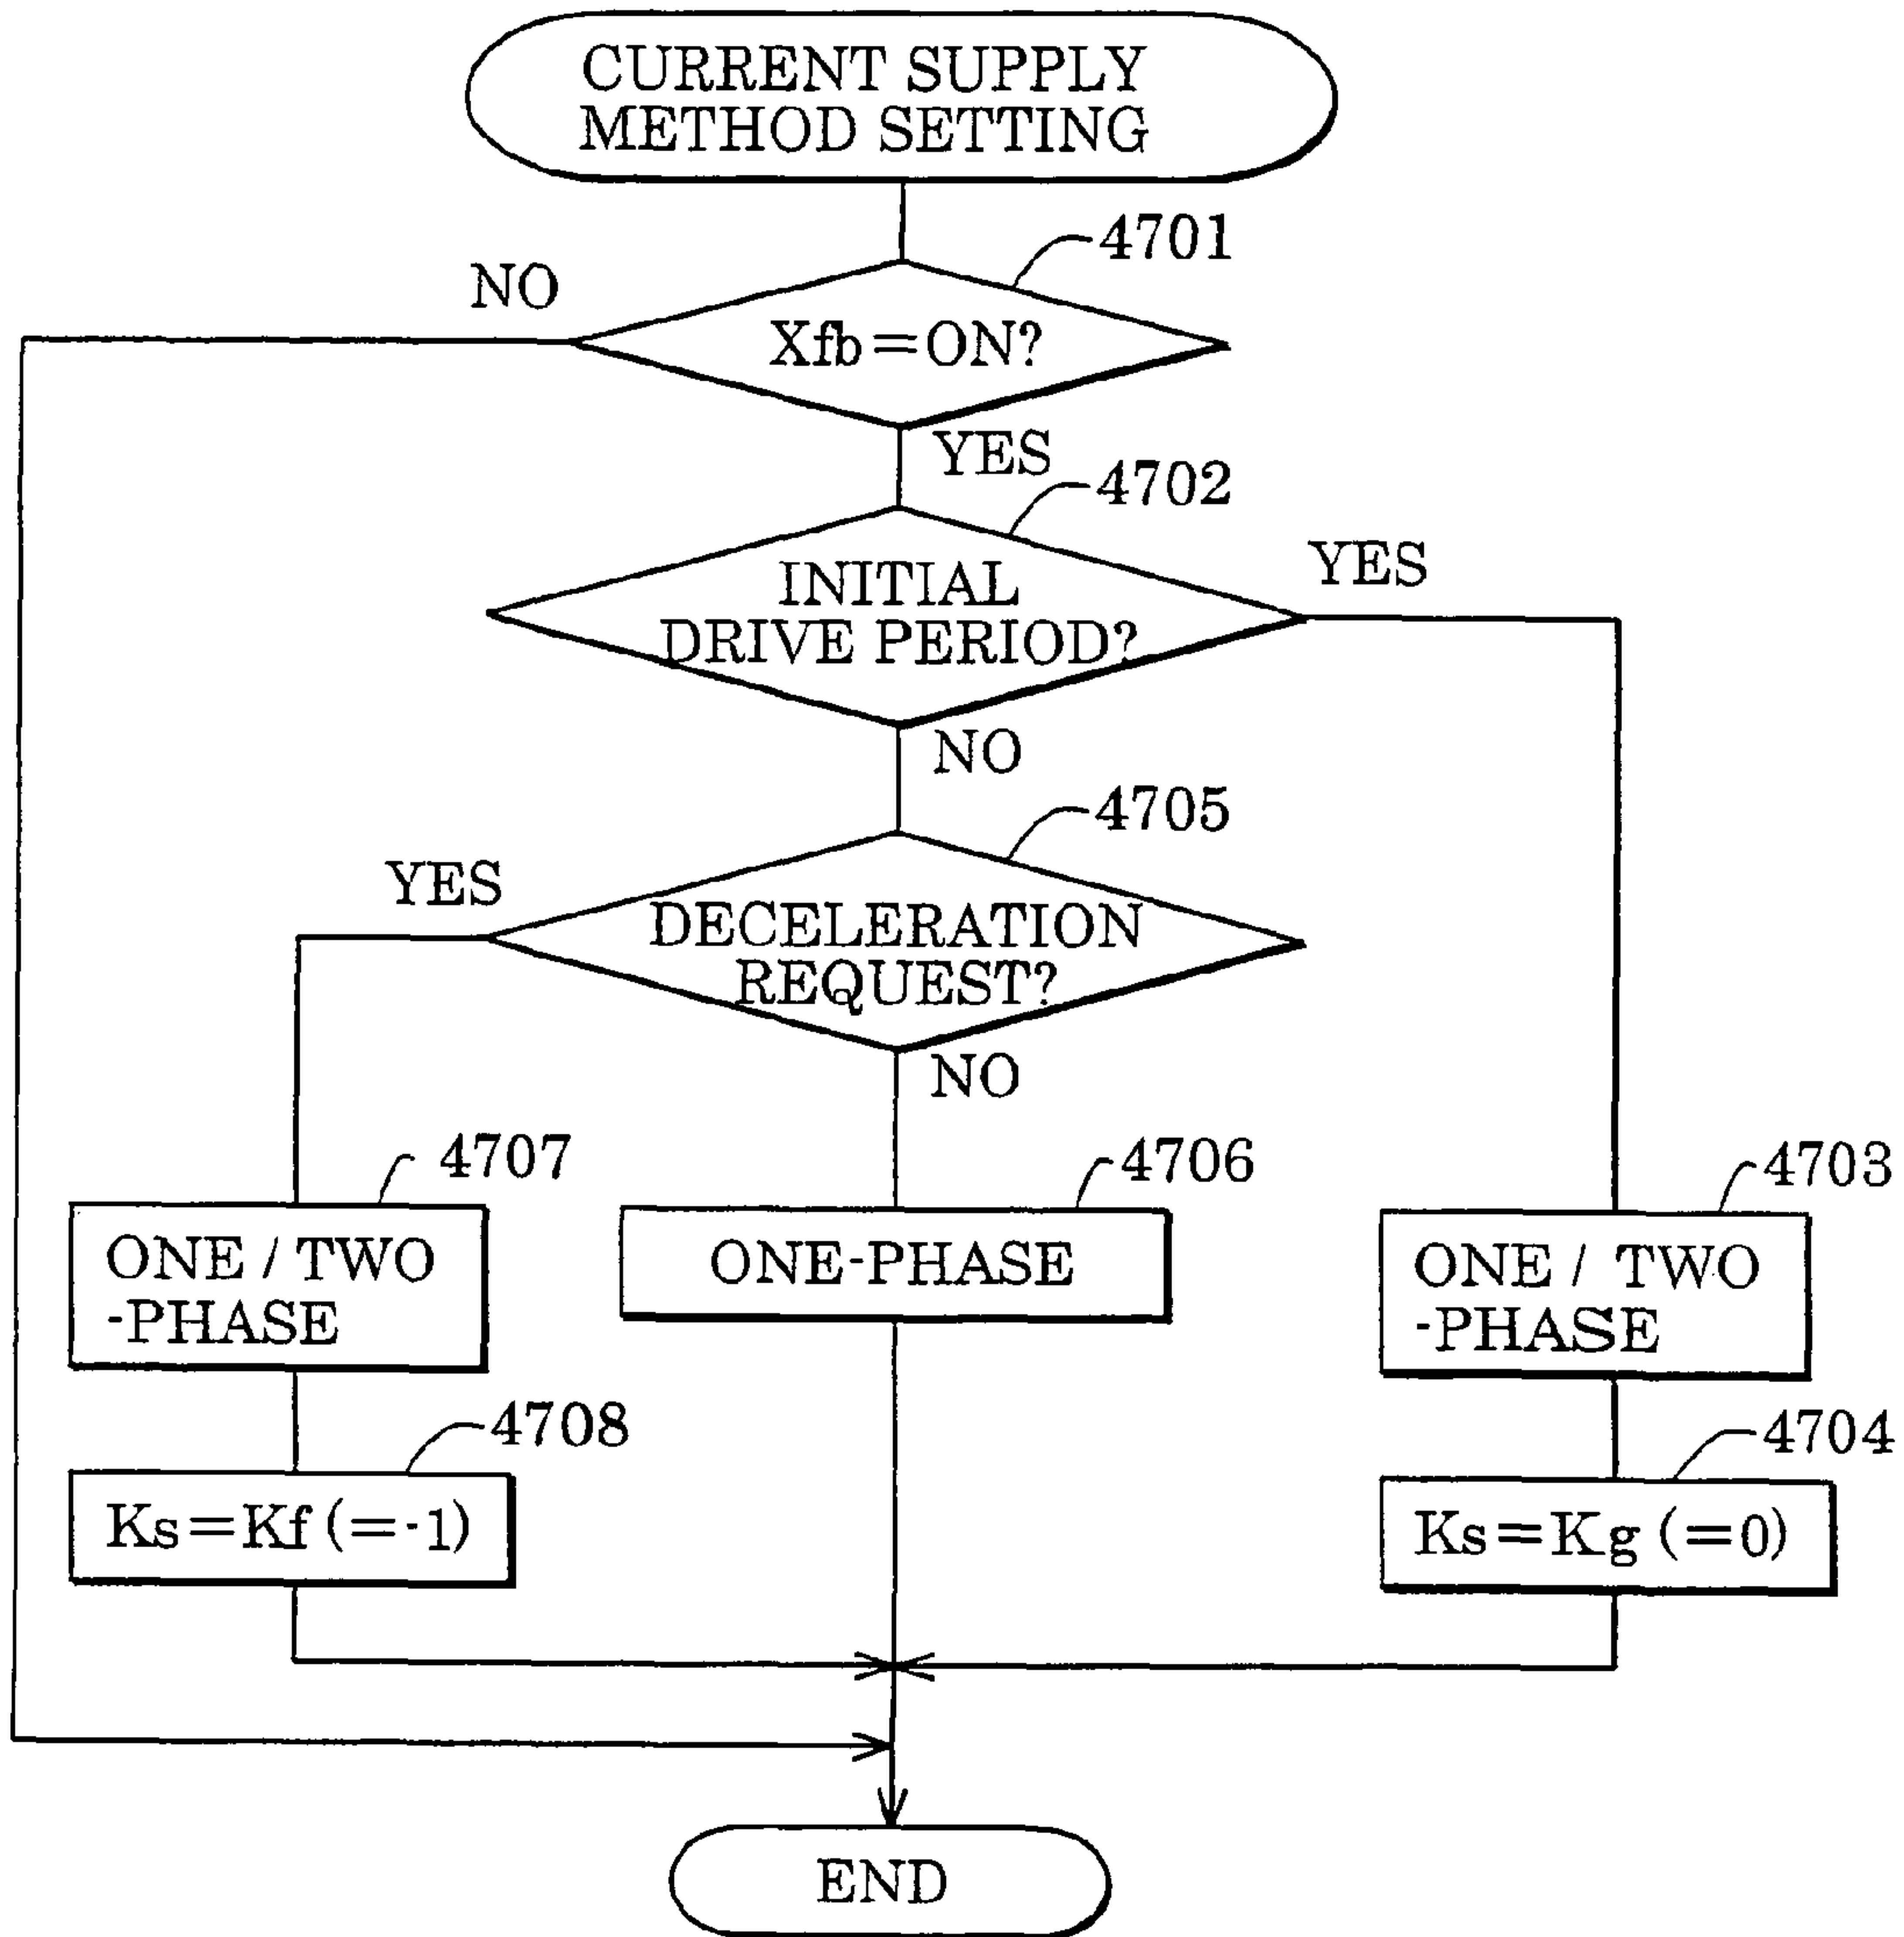 CURRENT SUPPLY
METHOD SETTING
4701
NO
Xfb=ON?
YES
4702
INITIAL
DRIVE PERIOD?
YES
NO
4705
YES
DECELERATION
REQUEST?
NO
4707
4706
4703
ONE / TWO
-PHASE
ONE-PHASE
ONE / TWO
-PHASE
4708
4704
Ks=Kf(=-1)
Ks=Kg(=0)
END